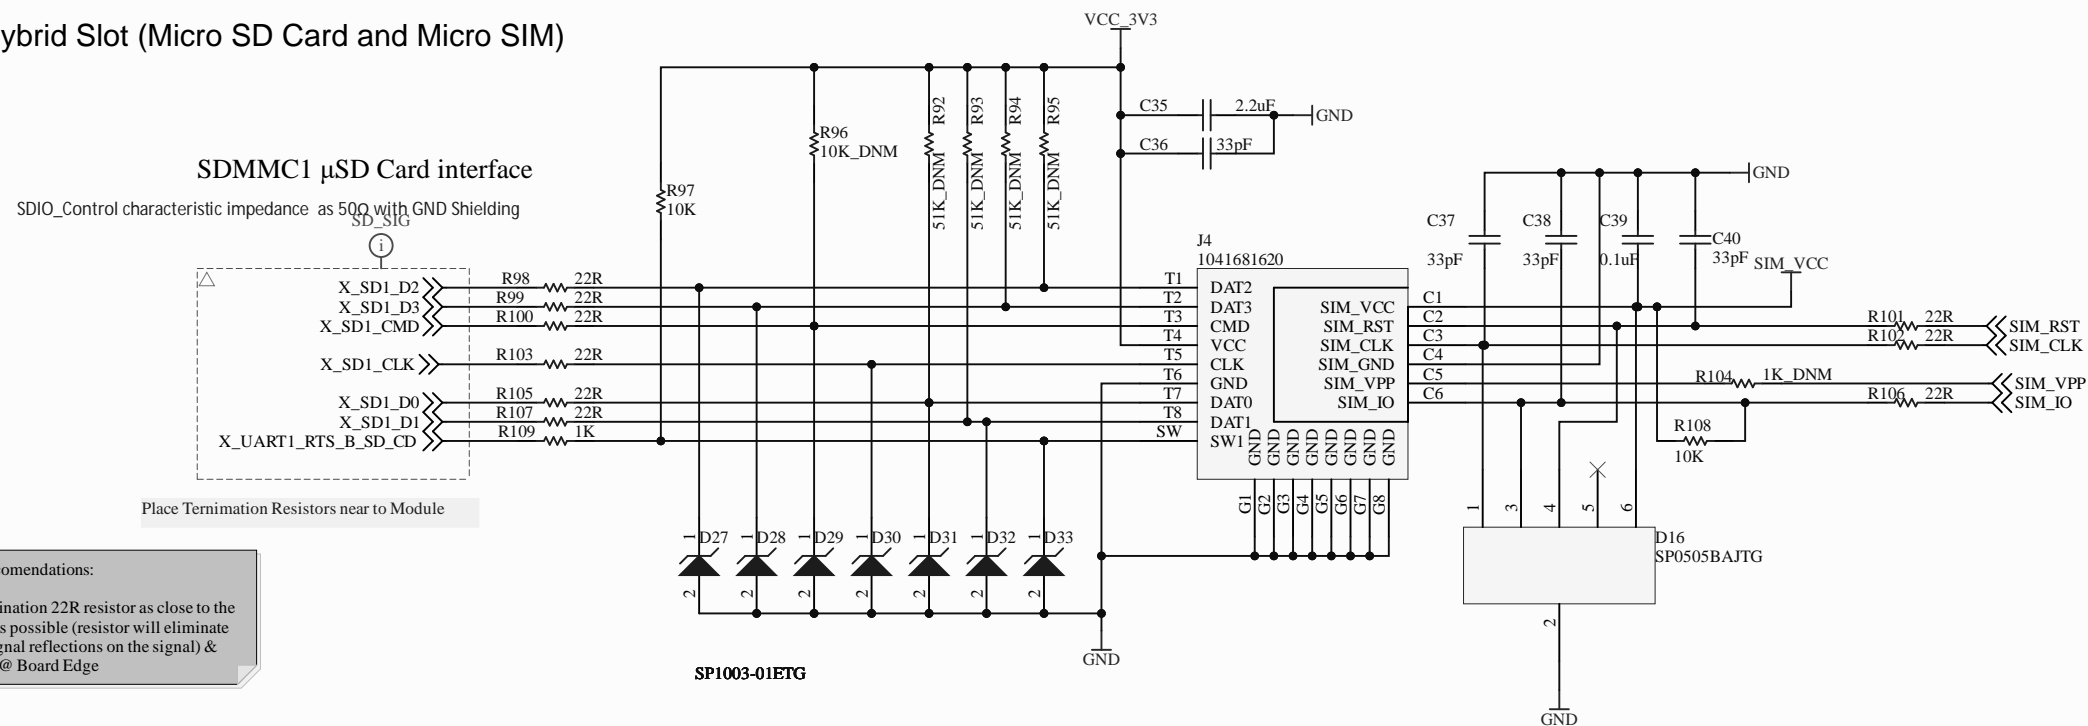 ybrid Slot (Micro SD Card and Micro SIM)
VCC_3V3
SDMMC1 µSD Card interface
SDIO_Control characteristic impedance as 50Ω with GND Shielding
SD_SIG
i
R97
10K
R96
10K_DNM
R92
51K_DNM
R93
51K_DNM
R94
51K_DNM
R95
51K_DNM
C35
2.2uF
GND
C36
33pF
X_SD1_D2
R98
22R
X_SD1_D3
R99
22R
X_SD1_CMD
R100
22R
X_SD1_CLK
R103
22R
X_SD1_D0
R105
22R
X_SD1_D1
R107
22R
X_UART1_RTS_B_SD_CD
R109
1K
Place Ternimation Resistors near to Module
comendations:
ination 22R resistor as close to the
s possible (resistor will eliminate
gnal reflections on the signal) &
@ Board Edge
1 D27
2
1 D28
2
1 D29
2
1 D30
2
1 D31
2
1 D32
2
1 D33
2
SP1003-01ETG
GND
J4
1041681620
T1 DAT2
T2 DAT3
T3 CMD
T4 VCC
T5 CLK
T6 GND
T7 DAT0
T8 DAT1
SW SW1
SIM_VCC C1
SIM_RST C2
SIM_CLK C3
SIM_GND C4
SIM_VPP C5
SIM_IO C6
GND GND GND GND GND GND GND GND
G1 G2 G3 G4 G5 G6 G7 G8
GND
C37
33pF
C38
33pF
C39
0.1uF
C40
33pF
SIM_VCC
R101 22R
SIM_RST
R102 22R
SIM_CLK
R104 1K_DNM
SIM_VPP
R106 22R
SIM_IO
R108
10K
1 3 4 5 6
D16
SP0505BAJTG
2
GND